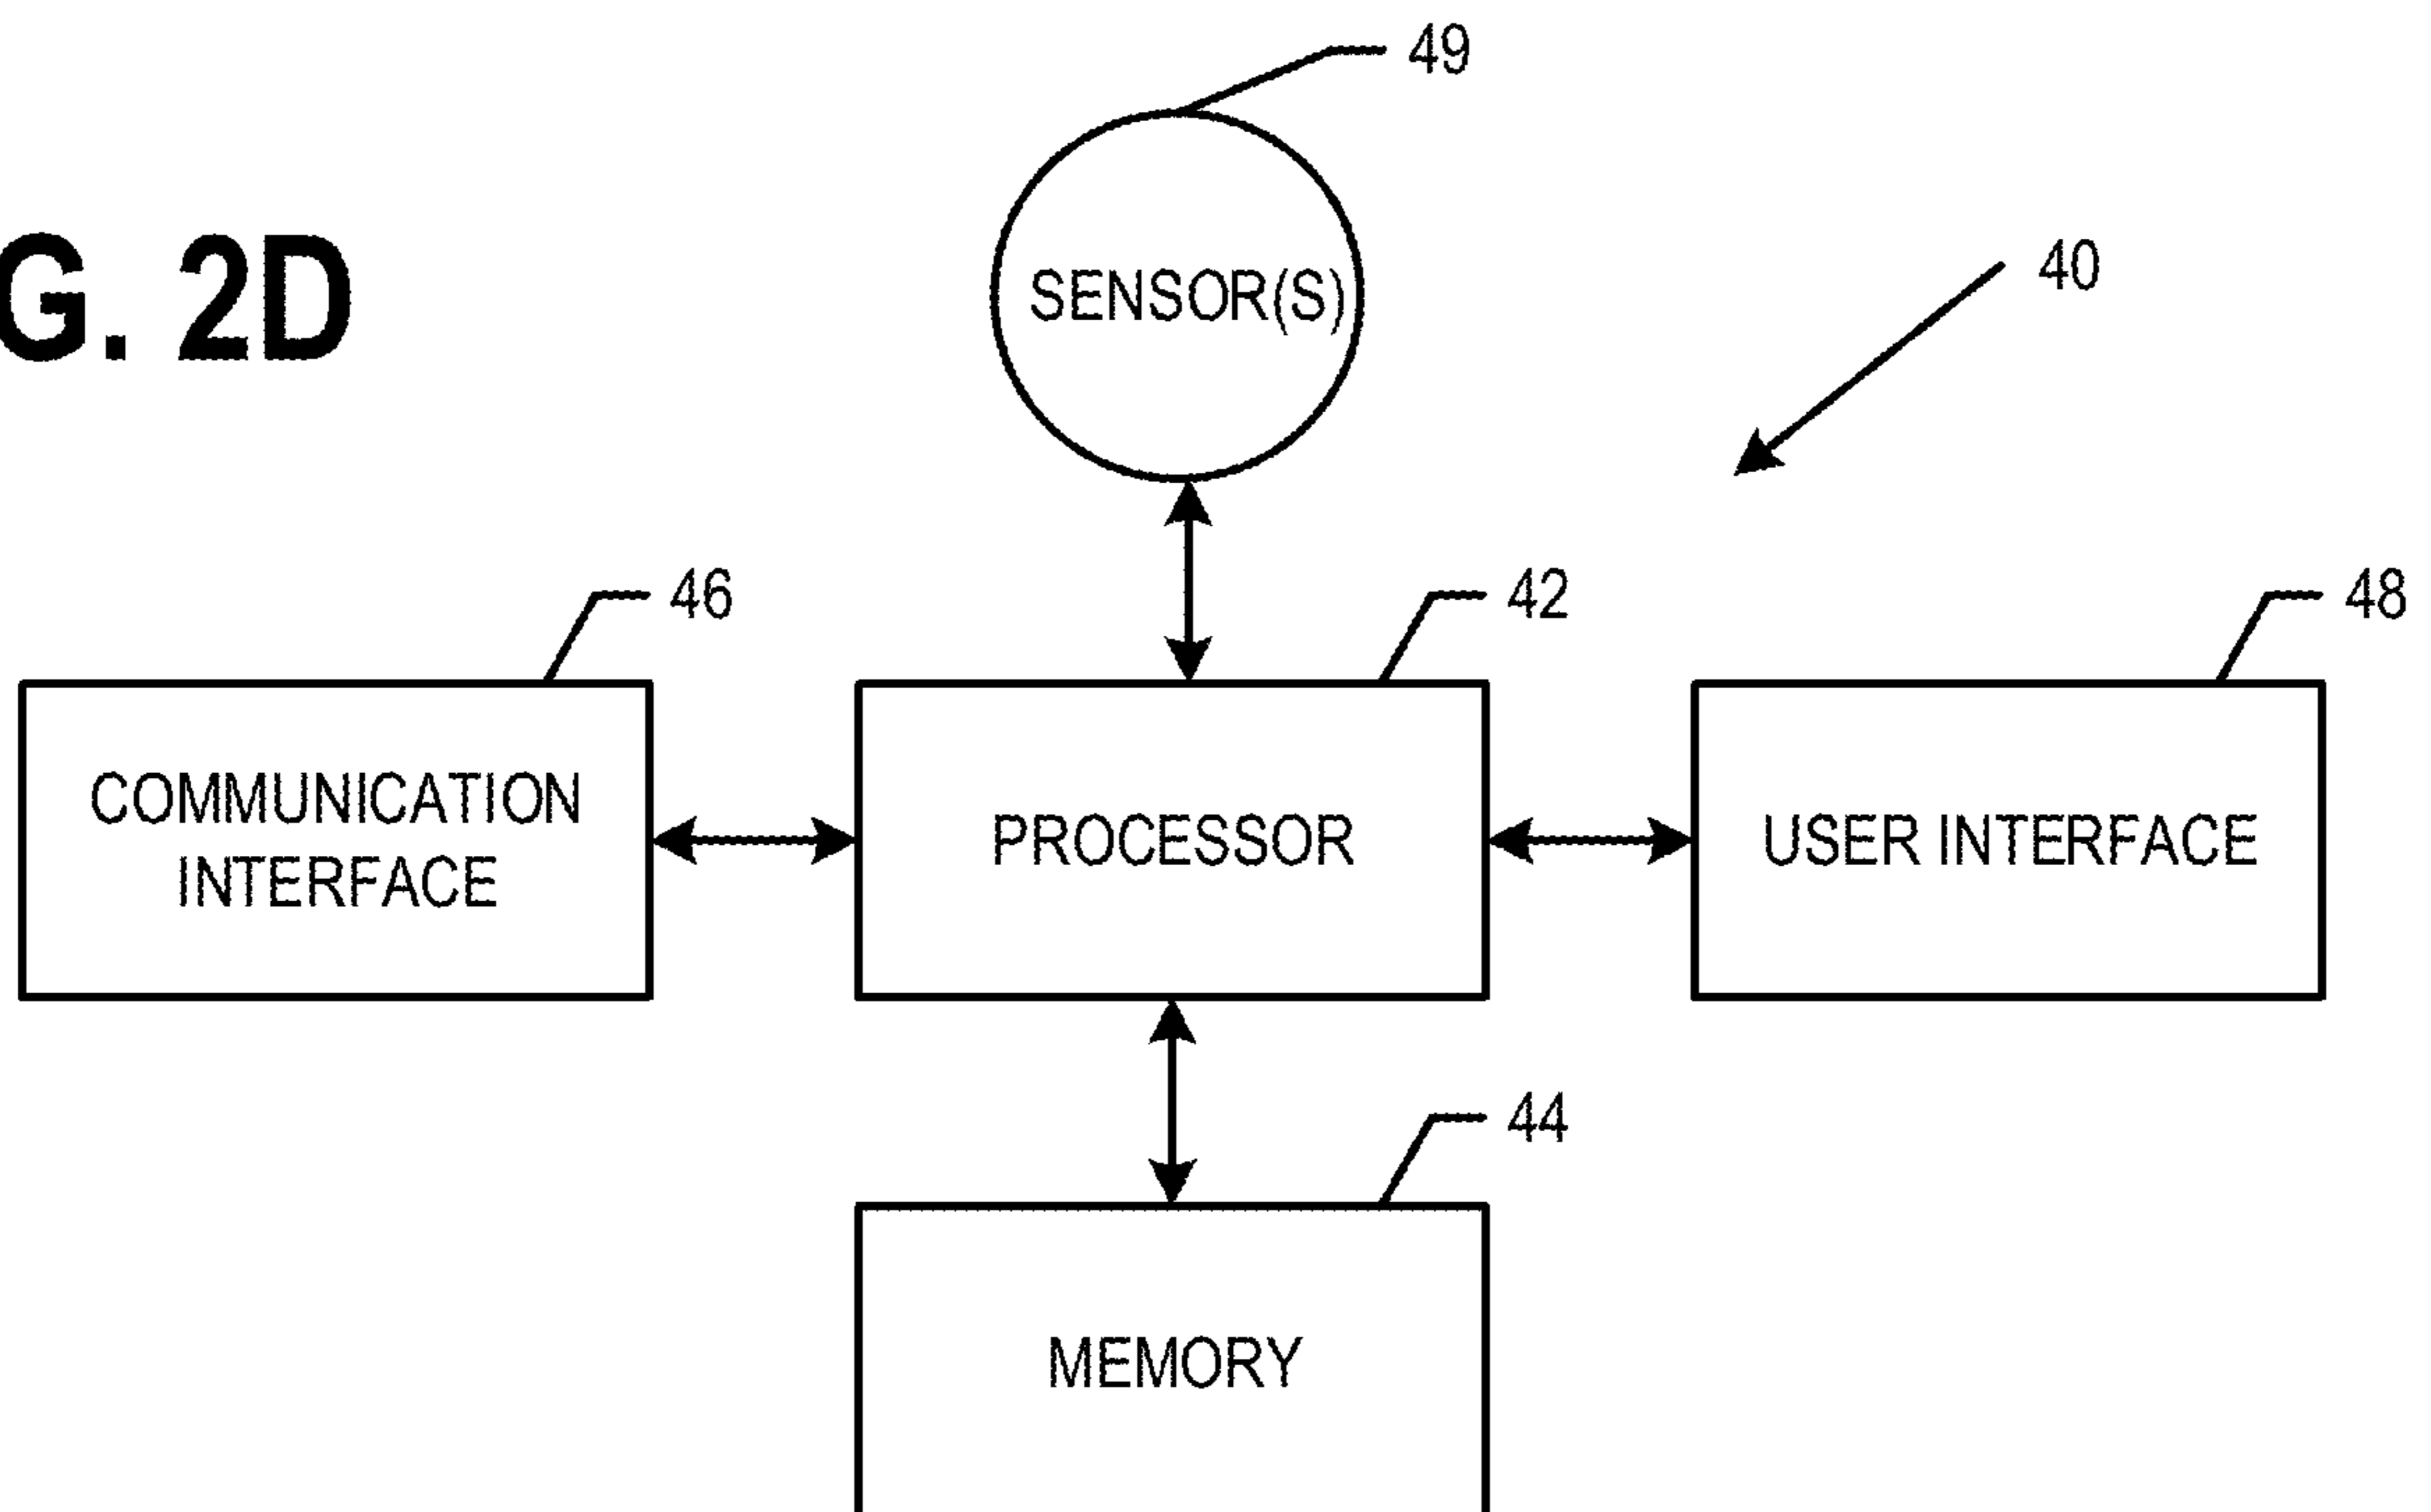 49
G. 2D
SENSOR(S)
40
46
42
48
COMMUNICATION
INTERFACE
PROCESSOR
USER INTERFACE
44
MEMORY